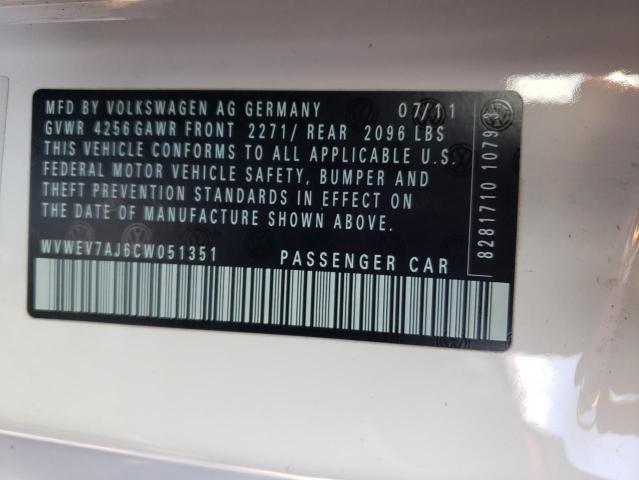 MFD BY VOLKSWAGEN AG GERMANY 07/11
GVWR 4256 GAWR FRONT 2271/ REAR 2096 LBS
THIS VEHICLE CONFORMS TO ALL APPLICABLE U.S.
FEDERAL MOTOR VEHICLE SAFETY, BUMPER AND
THEFT PREVENTION STANDARDS IN EFFECT ON
THE DATE OF MANUFACTURE SHOWN ABOVE.
WVWEV7AJ6CW051351 PASSENGER CAR
8281710